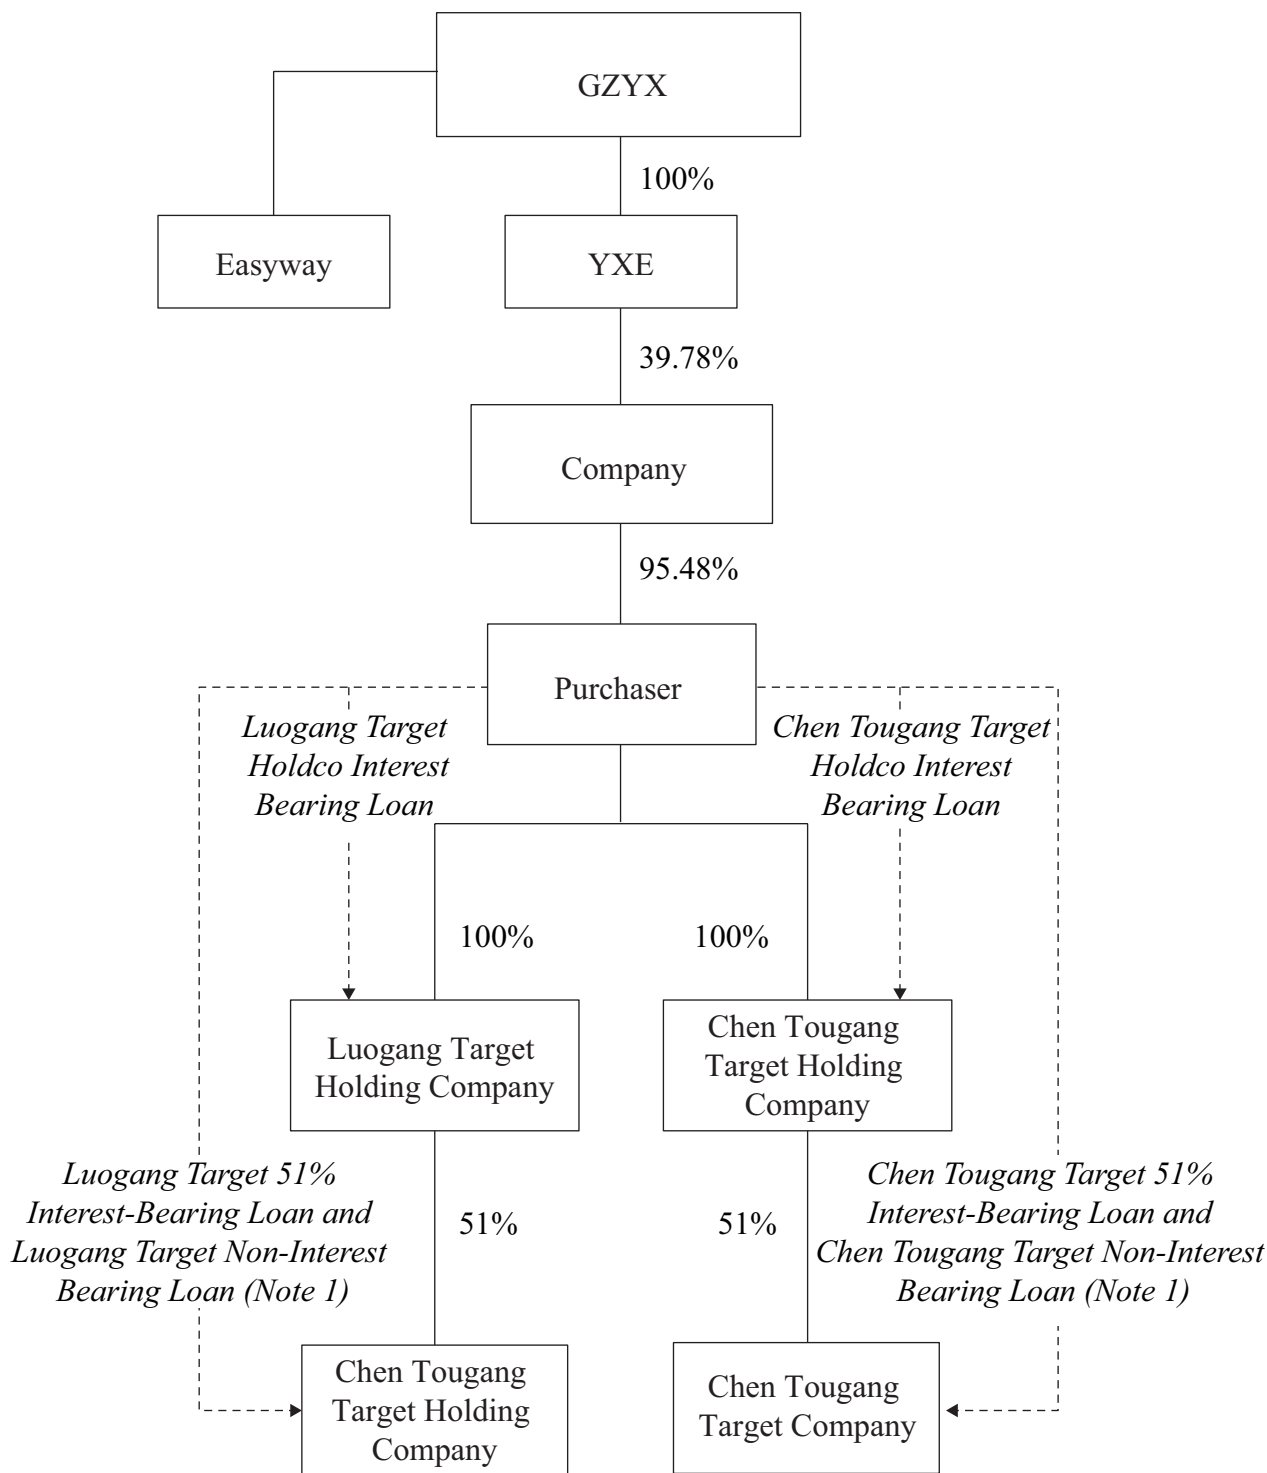 GZYX
100%
Easyway
YXE
39.78%
Company
95.48%
Purchaser
Luogang Target
Holdco Interest
Bearing Loan
Chen Tougang Target
Holdco Interest
Bearing Loan
100%
100%
Luogang Target
Holding Company
Chen Tougang
Target Holding
Company
Luogang Target 51%
Interest-Bearing Loan and
Luogang Target Non-Interest
Bearing Loan (Note 1)
51%
51%
Chen Tougang Target 51%
Interest-Bearing Loan and
Chen Tougang Target Non-Interest
Bearing Loan (Note 1)
Chen Tougang
Target Holding
Company
Chen Tougang
Target Company